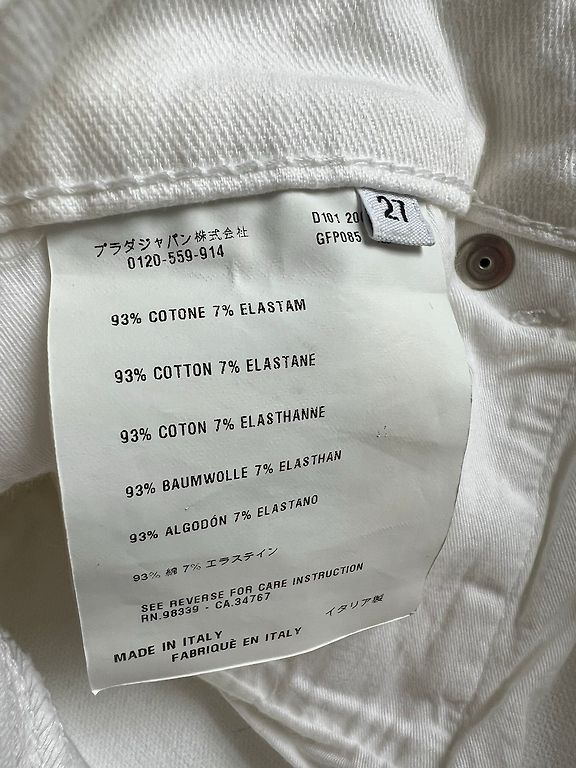 プラダジャパン株式会社
0120-559-914
D101
GFP085
27
93% COTONE 7% ELASTAM
93% COTTON 7% ELASTANE
93% COTON 7% ELASTHANNE
93% BAUMWOLLE 7% ELASTHAN
93% ALGODÓN 7% ELASTANO
93% 綿 7% エラステイン
SEE REVERSE FOR CARE INSTRUCTION
RN.98339 - CA.34767
イタリア製
MADE IN ITALY
FABRIQUÈ EN ITALY